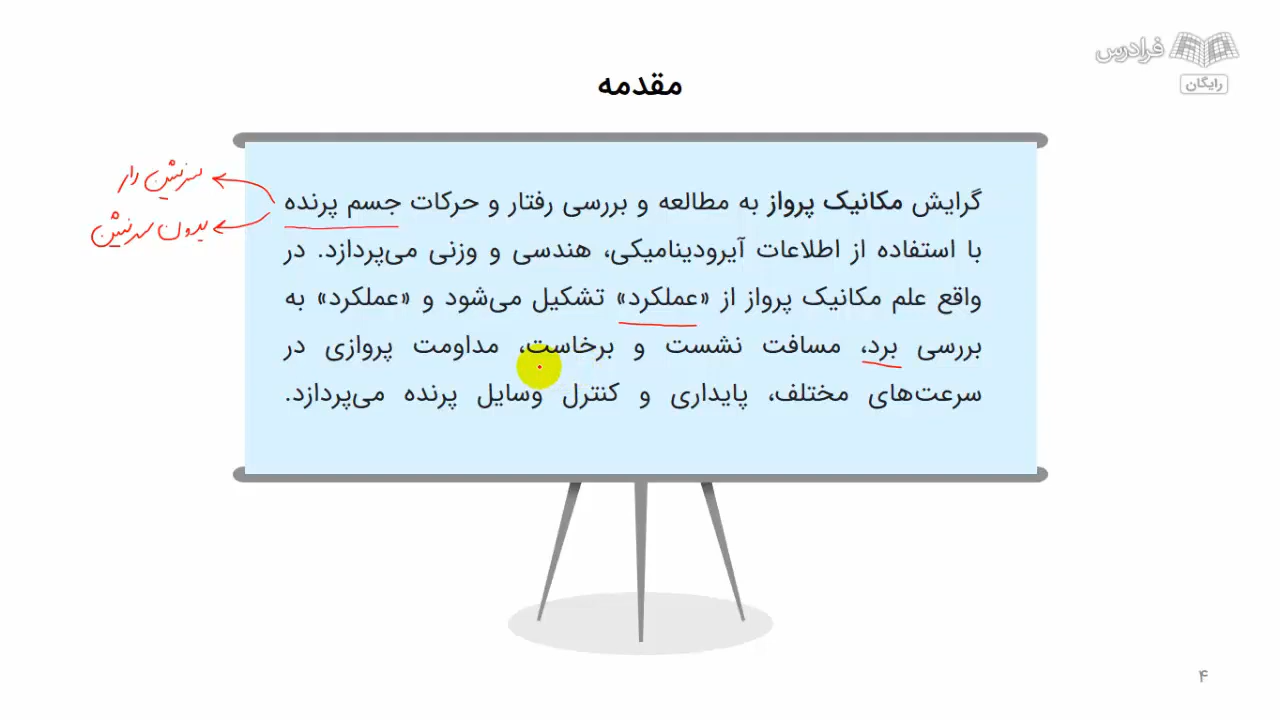 فرادرس
رایگان
مقدمه
گرایش مکانیک پرواز به مطالعه و بررسی رفتار و حرکات جسم پرنده
با استفاده از اطلاعات آیرودینامیکی، هندسی و وزنی می‌پردازد. در
واقع علم مکانیک پرواز از «عملکرد» تشکیل می‌شود و «عملکرد» به
بررسی برد، مسافت نشست و برخاست، مداومت پروازی در
سرعت‌های مختلف، پایداری و کنترل وسایل پرنده می‌پردازد.
سرنشین دار
بدون سرنشین
۴